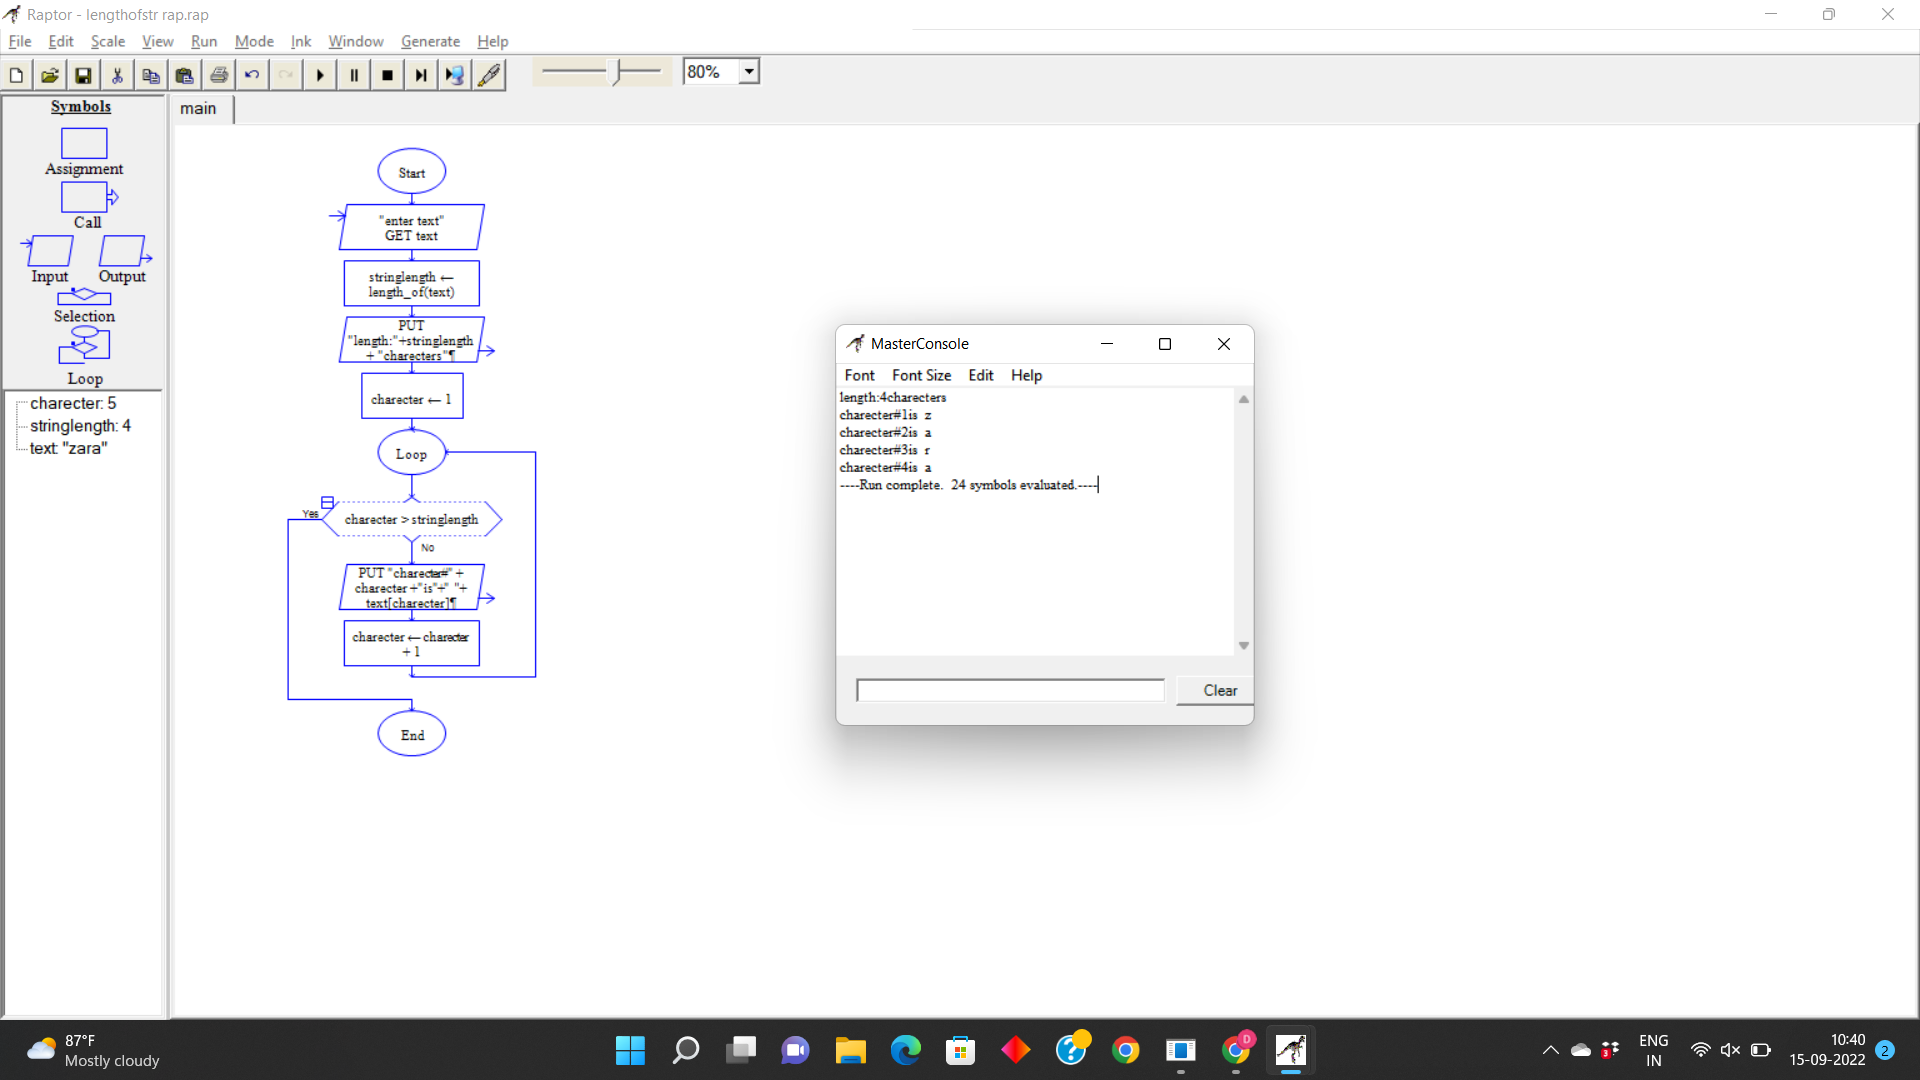 Raptor - lengthofstr rap.rap
File Edit Scale View Run Mode Ink Window Generate Help
80%
Symbols
Assignment
Call
Input Output
Selection
Loop
charecter: 5
stringlength: 4
text: "zara"
main
Start
"enter text"
GET text
stringlength ←
length_of(text)
PUT
"length:"+stringlength
+ "charecters"¶
charecter ← 1
Loop
Yes
charecter > stringlength
No
PUT "charecter#" +
charecter +"is"+" "+
text[charecter]¶
charecter ← charecter
+ 1
End
MasterConsole
Font Font Size Edit Help
length:4charecters
charecter#1is z
charecter#2is a
charecter#3is r
charecter#4is a
----Run complete. 24 symbols evaluated.----
Clear
87°F
Mostly cloudy
D
3
ENG
IN
10:40
15-09-2022
2